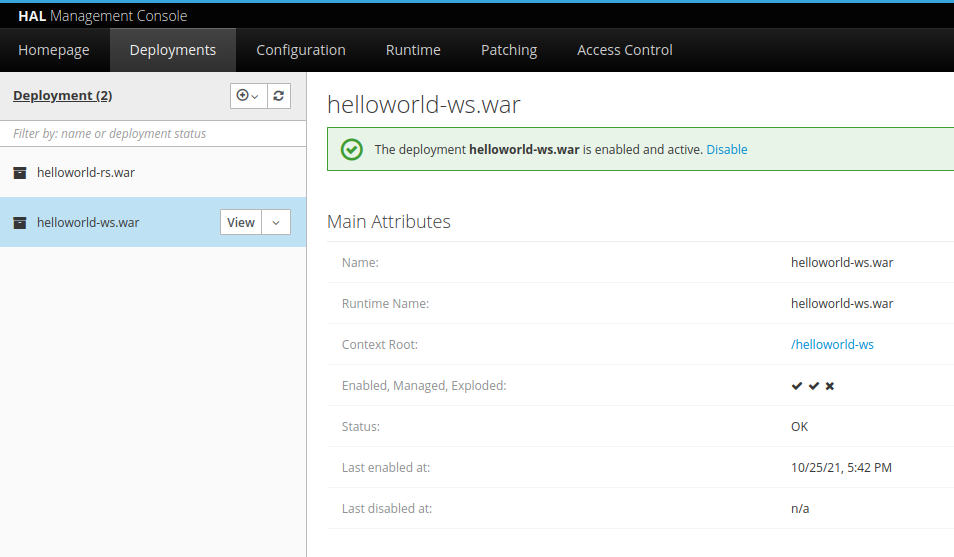 HAL Management Console
Homepage Deployments Configuration Runtime Patching Access Control
Deployment (2)
Filter by: name or deployment status
helloworld-rs.war
helloworld-ws.war View
helloworld-ws.war
The deployment helloworld-ws.war is enabled and active. Disable
Main Attributes
Name: helloworld-ws.war
Runtime Name: helloworld-ws.war
Context Root: /helloworld-ws
Enabled, Managed, Exploded:
Status: OK
Last enabled at: 10/25/21, 5:42 PM
Last disabled at: n/a